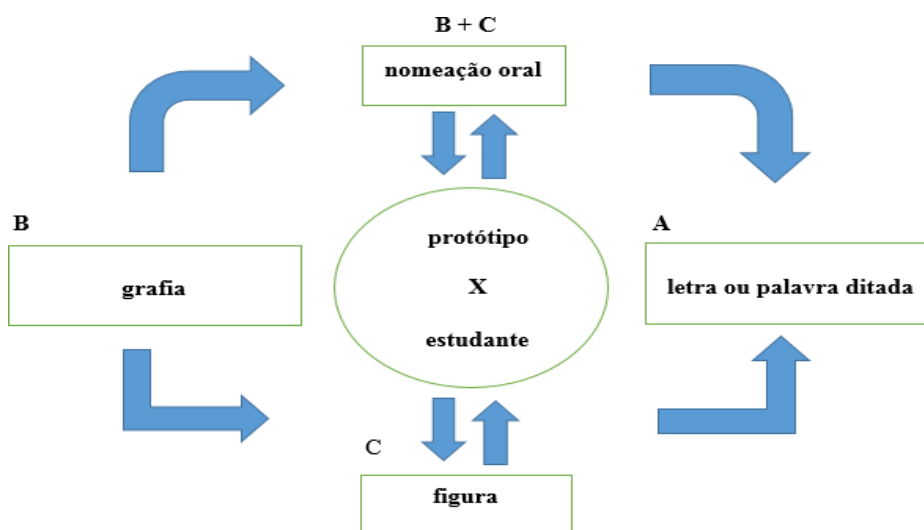 B + C
nomeação oral
B
grafia
protótipo
X
estudante
A
letra ou palavra ditada
C
figura